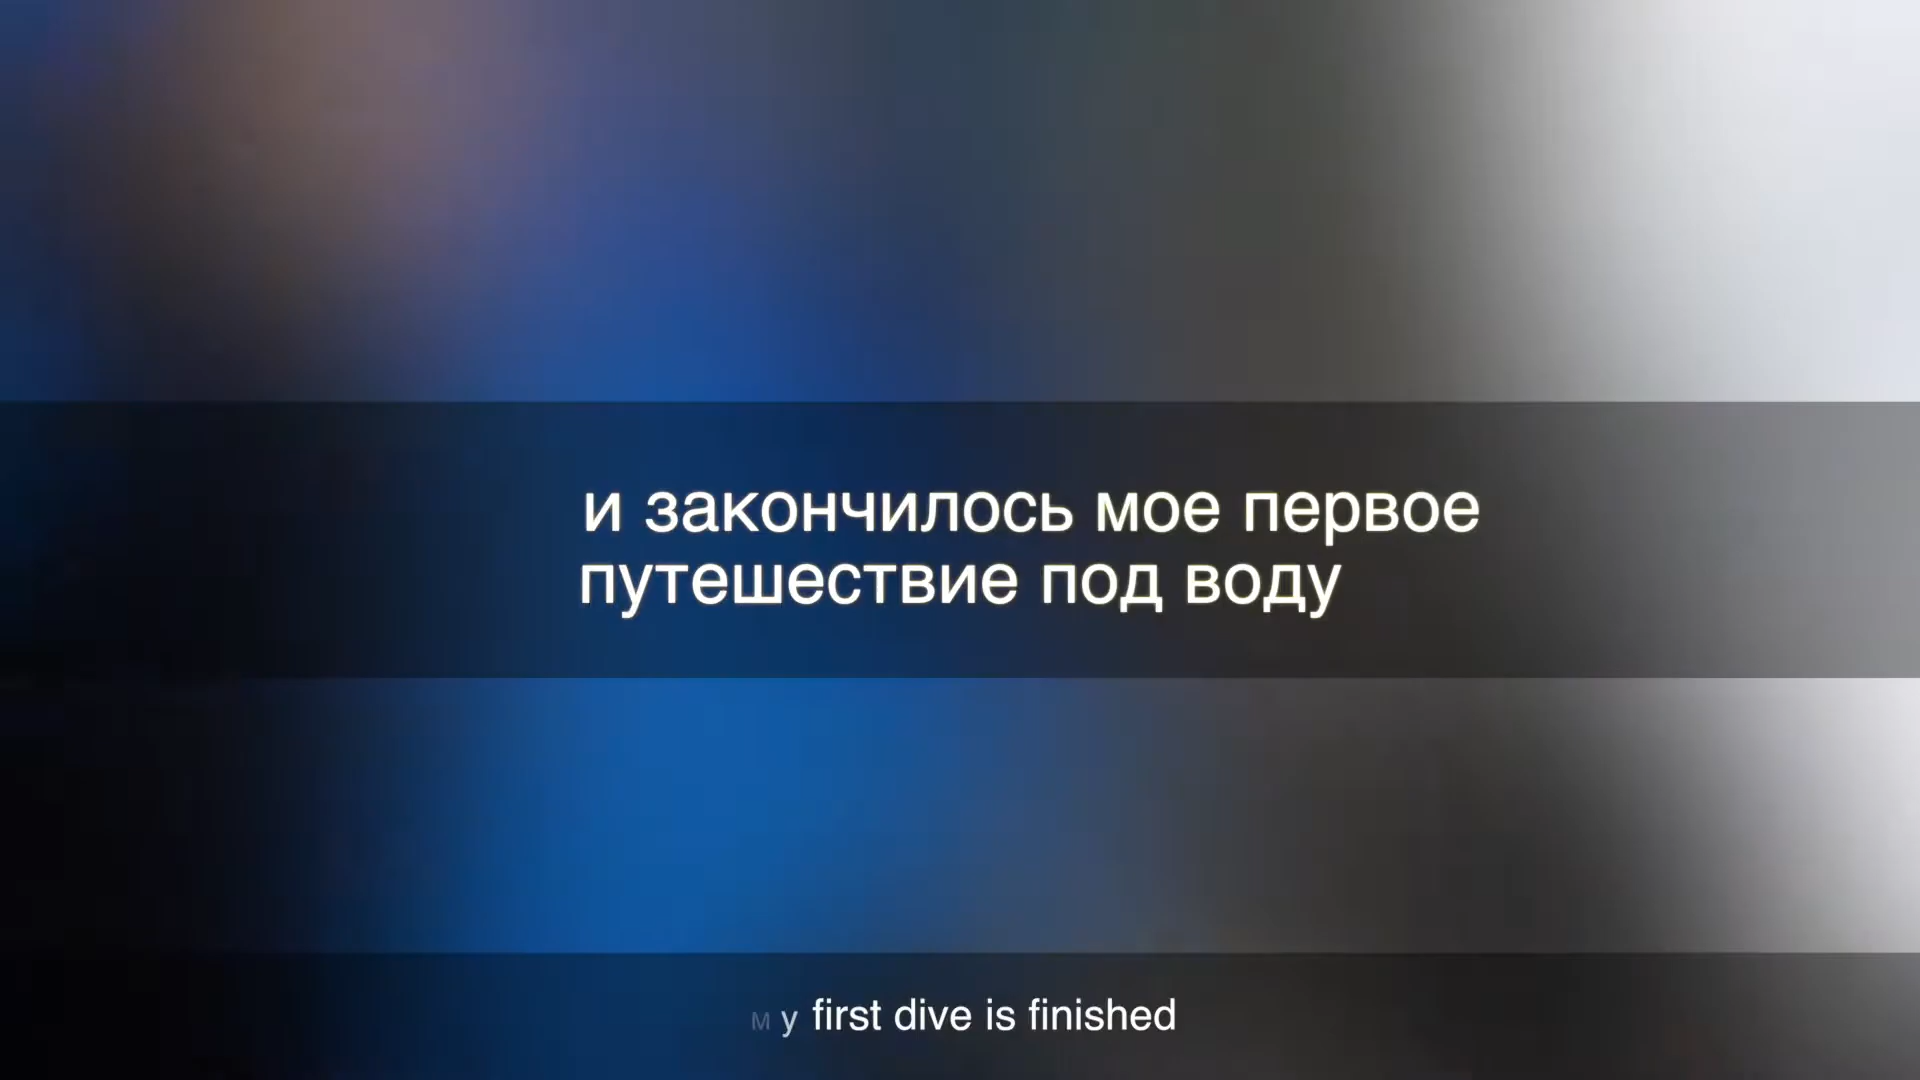 и закончилось мое первое
путешествие под воду
My first dive is finished